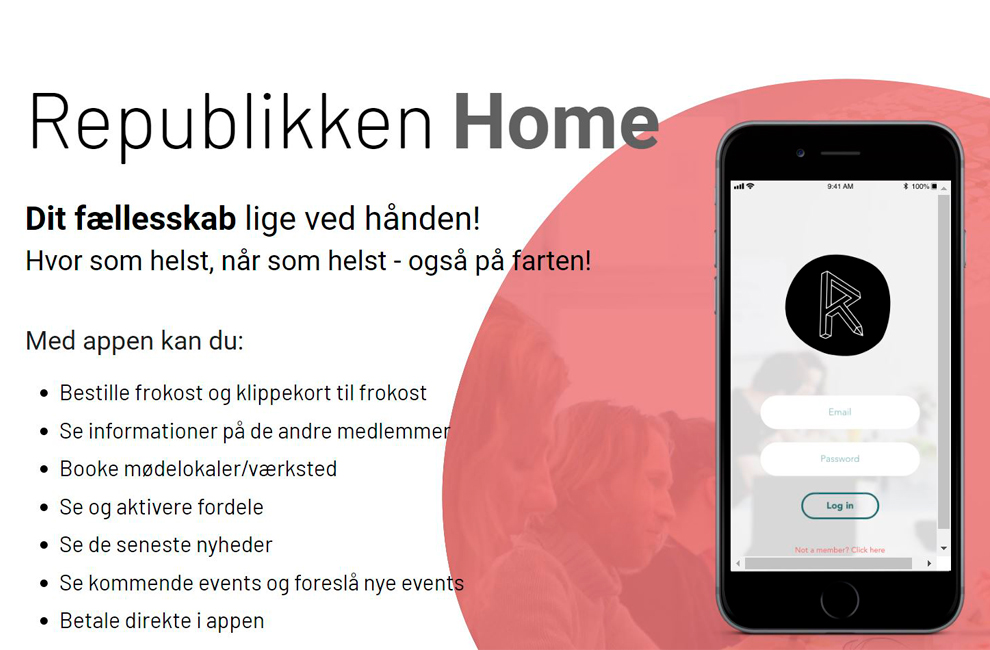 Republikken Home
Dit fællesskab lige ved hånden!
Hvor som helst, når som helst - også på farten!
Med appen kan du:
• Bestille frokost og klippekort til frokost
• Se informationer på de andre medlemmer
• Booke mødelokaler/værksted
• Se og aktivere fordele
• Se de seneste nyheder
• Se kommende events og foreslå nye events
• Betale direkte i appen
9:41 AM
100%
R
Email
Password
Log in
Not a member? Click here